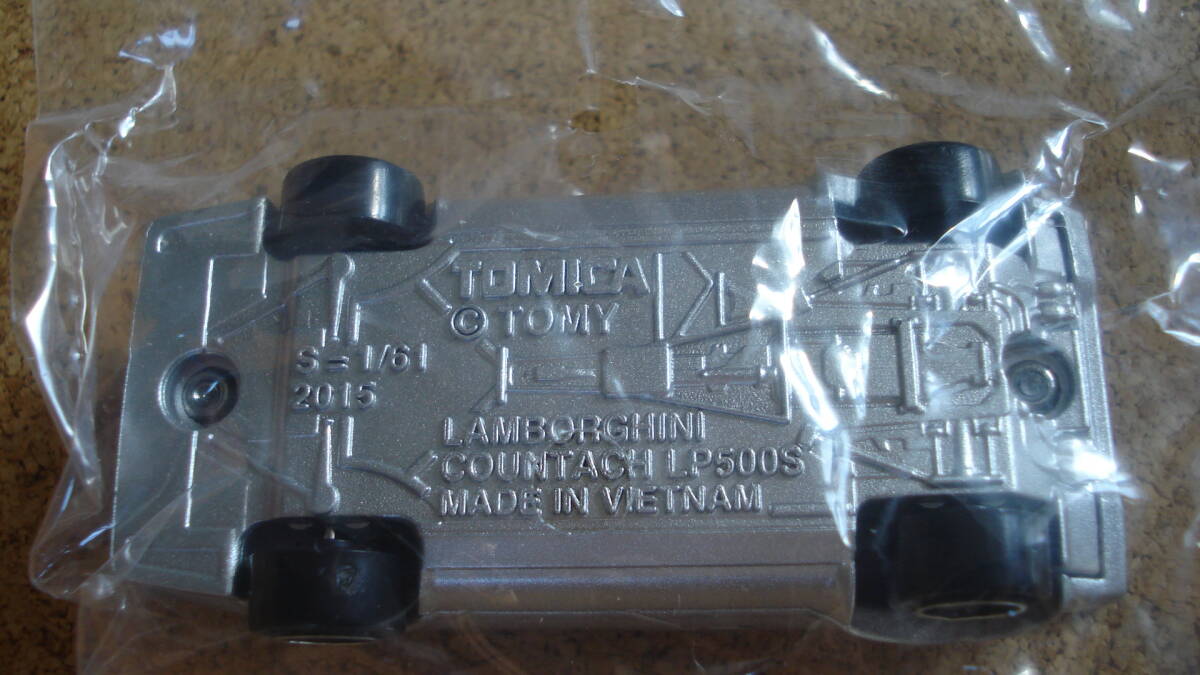 TOMICA
© TOMY
S=1/61
2015
LAMBORGHINI
COUNTACH LP500S
MADE IN VIETNAM